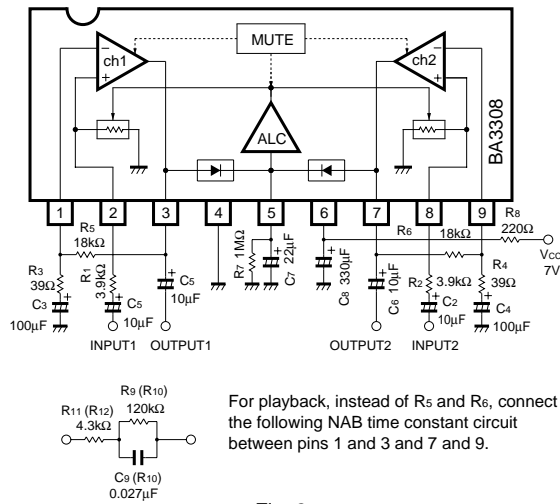 MUTE
ch1
ch2
ALC
BA3308
1
2
3
4
5
6
7
8
9
R5
18kΩ
R6
18kΩ
R8
220Ω
VCC
7V
R3
39Ω
C3
100μF
R1
3.9kΩ
C5
10μF
C5
10μF
R7 1MΩ
C7 22μF
C8 330μF
C6 10μF
R2 3.9kΩ
C2
10μF
R4
39Ω
C4
100μF
INPUT1
OUTPUT1
OUTPUT2
INPUT2
R9 (R10)
120kΩ
R11 (R12)
4.3kΩ
C9 (R10)
0.027μF
For playback, instead of R5 and R6, connect
the following NAB time constant circuit
between pins 1 and 3 and 7 and 9.